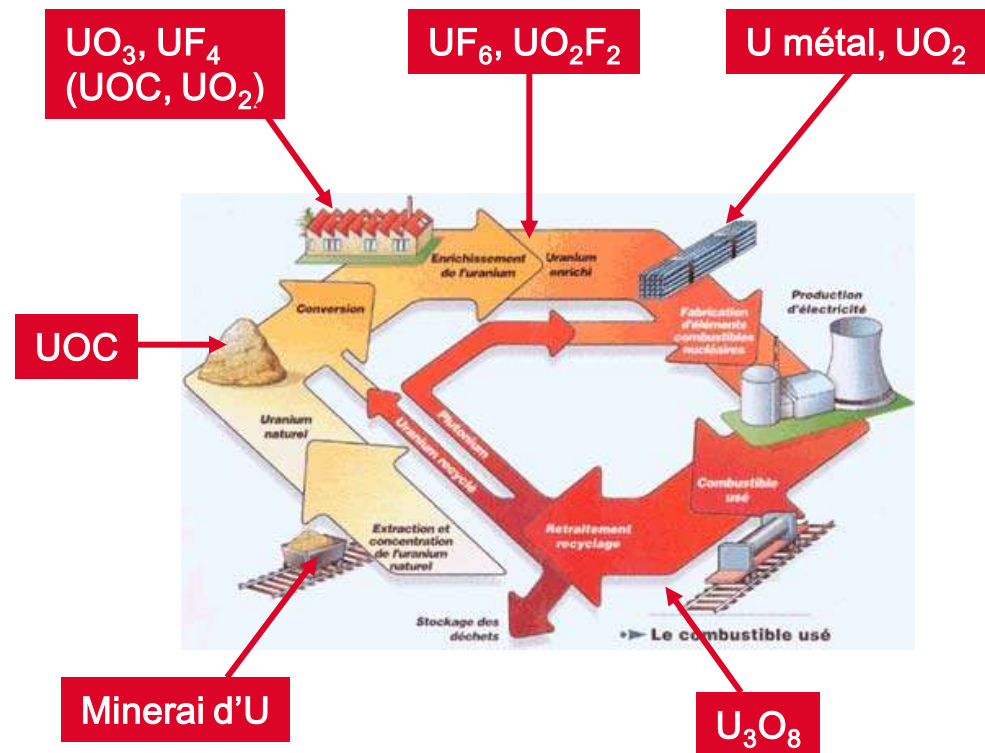 UO₃, UF₄
(UOC, UO₂)
UF₆, UO₂F₂
U métal, UO₂
Enrichissement
de l'uranium
Uranium
enrichi
Production
d'électricité
Conversion
Fabrication
d'éléments
combustibles
nucléaires
UOC
Uranium
naturel
Plutonium
Uranium recyclé
Combustible
usé
Extraction et
concentration
de l'uranium
naturel
Retraitement
recyclage
Stockage des
déchets
Le combustible usé
Minerai d'U
U₃O₈